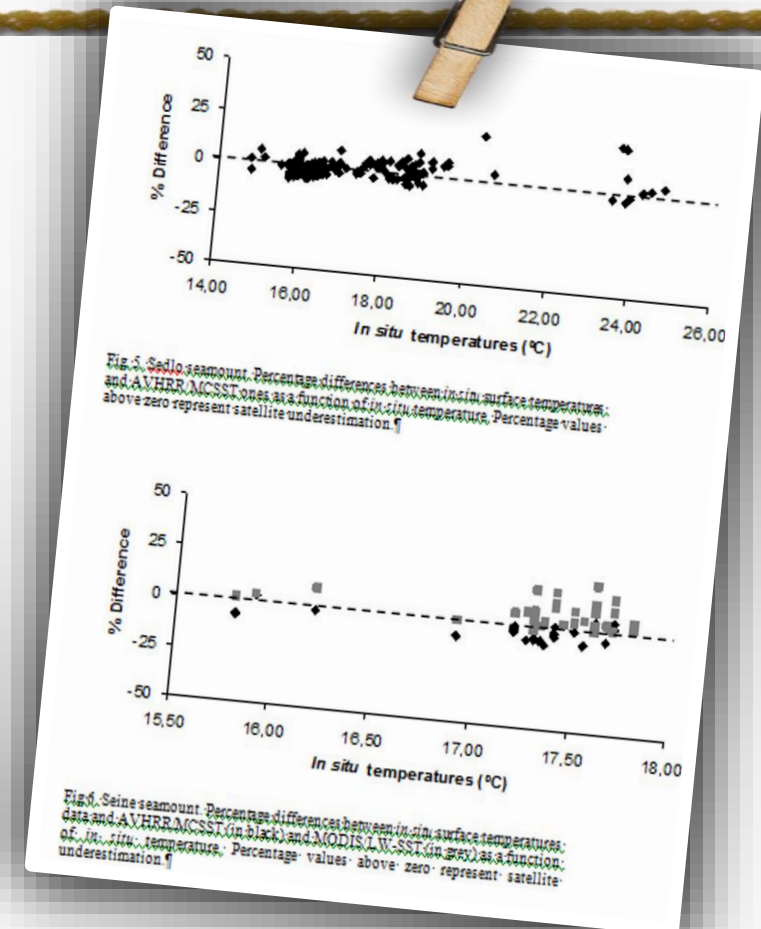 50
25
0
-25
-50
% Difference
14,00 16,00 18,00 20,00 22,00 24,00 26,00
In situ temperatures (ºC)
Fig. 5. Sedlo seamount. Percentage differences between in situ surface temperatures
and AVHRR/MCSST ones as a function of in situ temperature. Percentage values
above zero represent satellite underestimation.¶
50
25
0
-25
-50
% Difference
15,50 16,00 16,50 17,00 17,50 18,00
In situ temperatures (ºC)
Fig.6. Seine seamount. Percentage differences between in situ surface temperatures
data and AVHRR/MCSST (in black) and MODIS/LW-SST (in grey) as a function
of in situ temperature. Percentage values above zero represent satellite
underestimation.¶